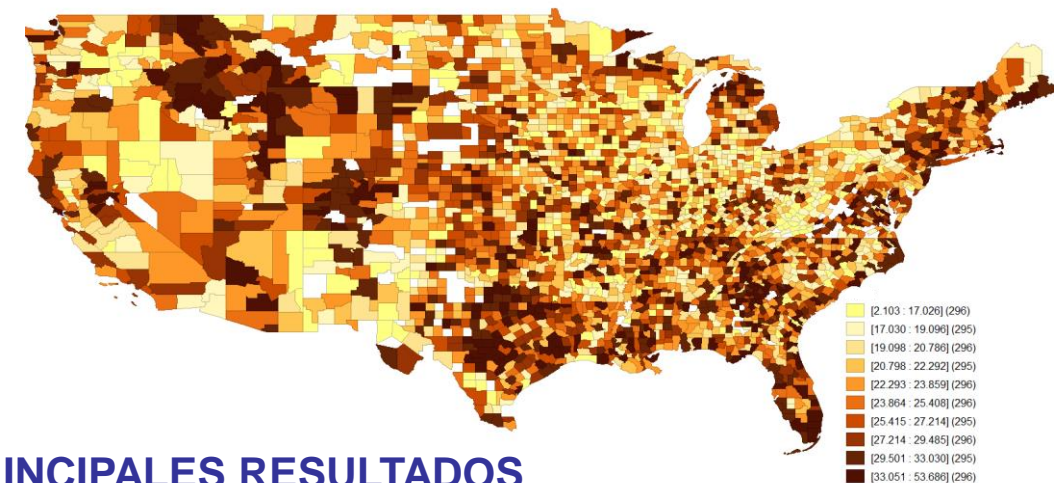 [2.103 : 17.026] (296)
[17.030 : 19.096] (295)
[19.098 : 20.786] (296)
[20.798 : 22.292] (295)
[22.293 : 23.859] (296)
[23.864 : 25.408] (296)
[25.415 : 27.214] (295)
[27.214 : 29.485] (296)
[29.501 : 33.030] (295)
[33.051 : 53.686] (296)
INCIPALES RESULTADOS